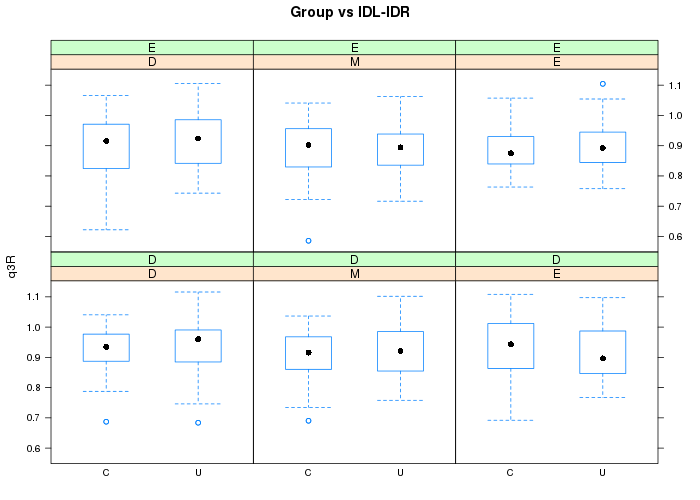 Group vs IDL-IDR
E E E
D M E
1.1
1.0
0.9
0.8
0.7
0.6
q3R
D D D
D M E
1.1
1.0
0.9
0.8
0.7
0.6
C U C U C U